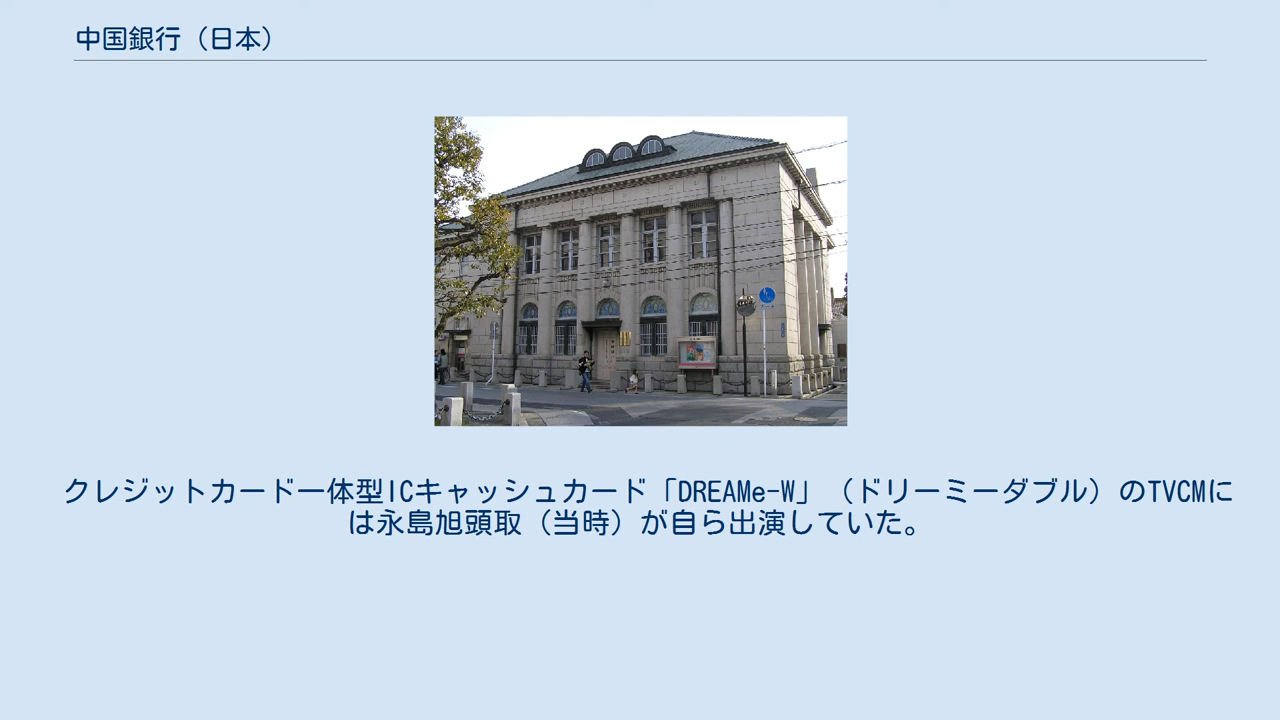 中国銀行（日本）
クレジットカード一体型ICキャッシュカード「DREAMe-W」（ドリーミーダブル）のTVCMに
は永島旭頭取（当時）が自ら出演していた。